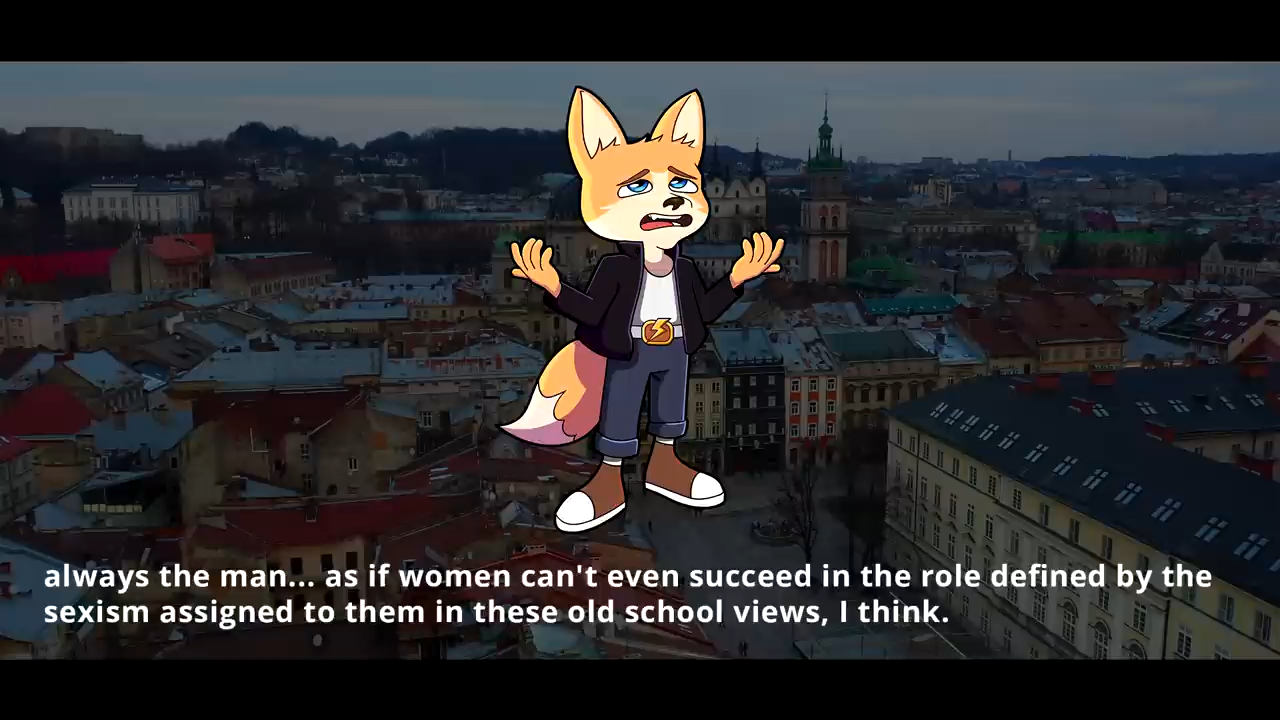 always the man... as if women can't even succeed in the role defined by the
sexism assigned to them in these old school views, I think.